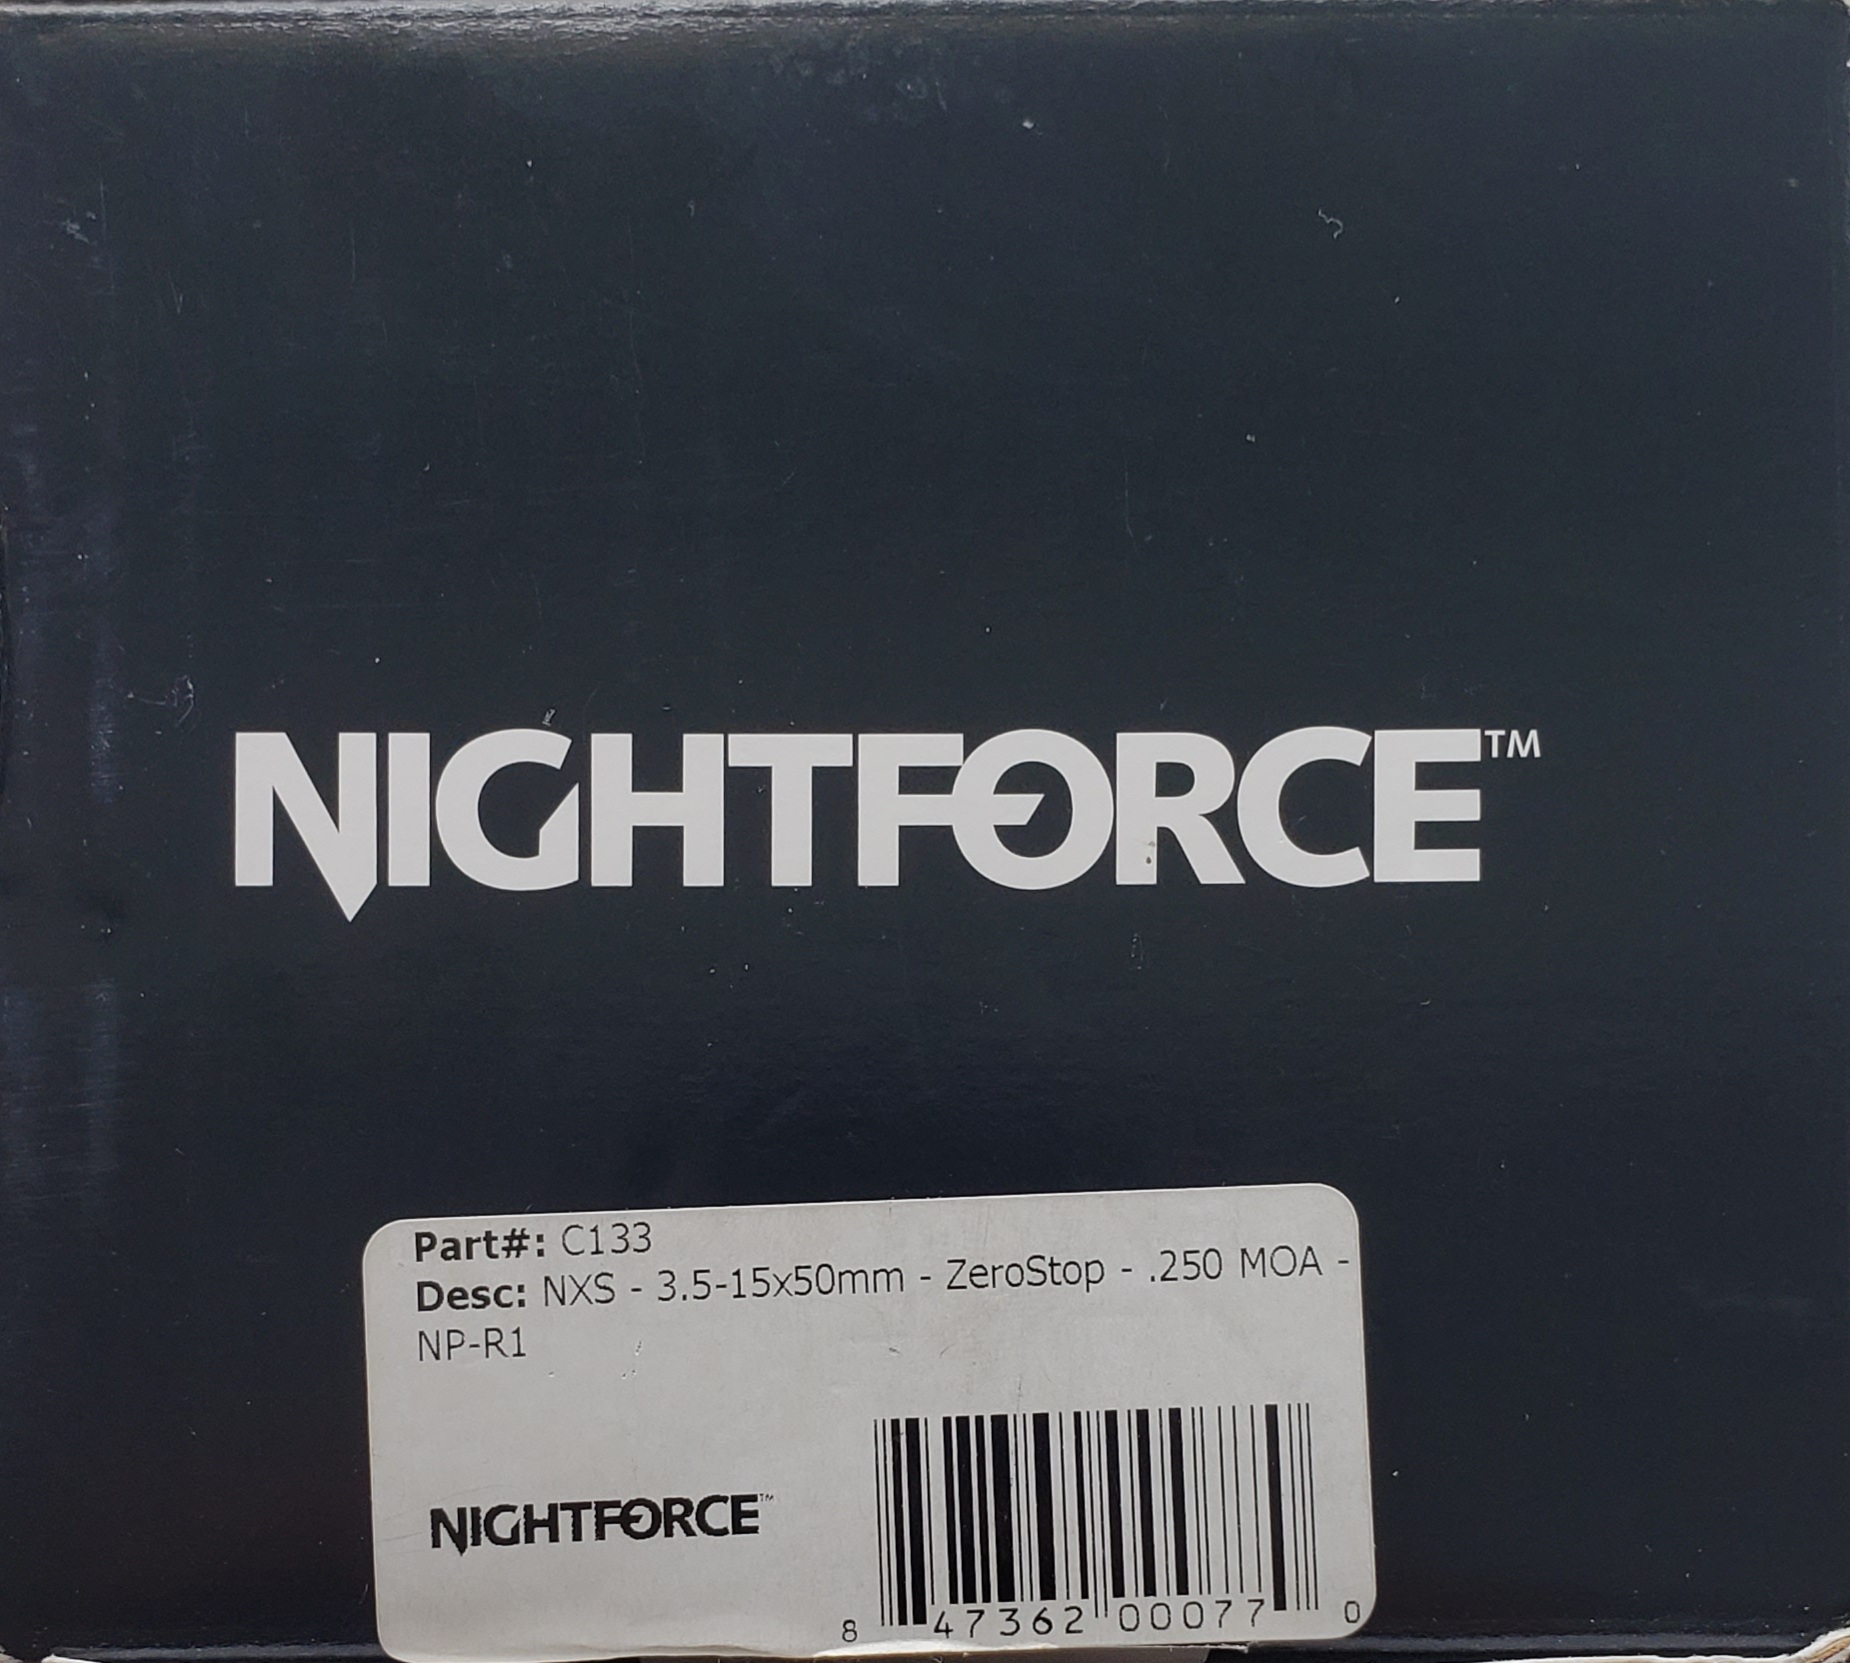 NIGHTFORCE™
Part#: C133
Desc: NXS - 3.5-15x50mm - ZeroStop - .250 MOA -
NP-R1
NIGHTFORCE™
8 47362 00077 0